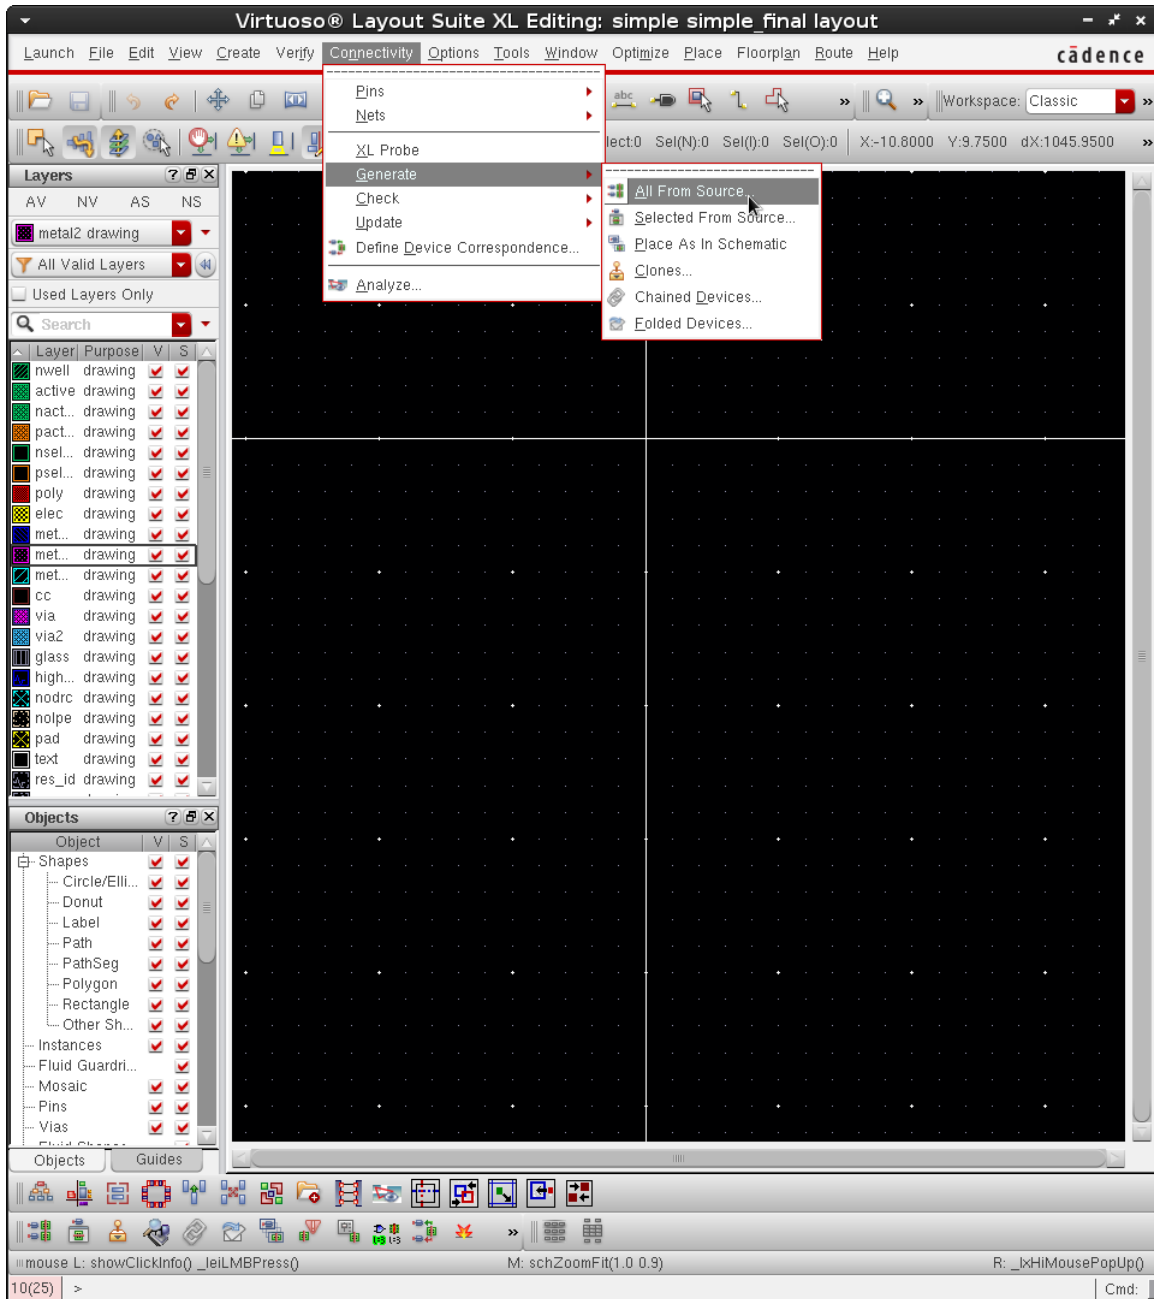 Virtuoso® Layout Suite XL Editing: simple simple_final layout
Launch File Edit View Create Verify Connectivity Options Tools Window Optimize Place Floorplan Route Help cādence
Pins
Nets
XL Probe
Generate
Check
Update
Define Device Correspondence...
Analyze...
abc » » Workspace: Classic »
lect:0 Sel(N):0 Sel(I):0 Sel(O):0 X:-10.8000 Y:9.7500 dX:1045.9500 »
All From Source...
Selected From Source...
Place As In Schematic
Clones...
Chained Devices...
Folded Devices...
Layers
AV NV AS NS
metal2 drawing
All Valid Layers
Used Layers Only
Search
Layer Purpose V S
nwell drawing
active drawing
nact... drawing
pact... drawing
nsel... drawing
psel... drawing
poly drawing
elec drawing
met... drawing
met... drawing
met... drawing
cc drawing
via drawing
via2 drawing
glass drawing
high... drawing
nodrc drawing
nolpe drawing
pad drawing
text drawing
res_id drawing
Objects
Object V S
Shapes
Circle/Elli...
Donut
Label
Path
PathSeg
Polygon
Rectangle
Other Sh...
Instances
Fluid Guardri...
Mosaic
Pins
Vias
Objects Guides
»
mouse L: showClickInfo() _leiLMBPress() M: schZoomFit(1.0 0.9) R: _lxHiMousePopUp()
10(25) > Cmd: